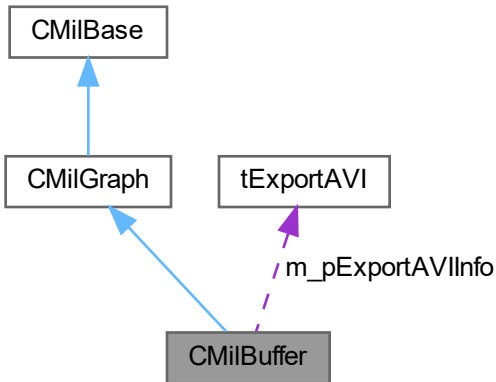 CMilBase
CMilGraph
tExportAVI
m_pExportAVIInfo
CMilBuffer